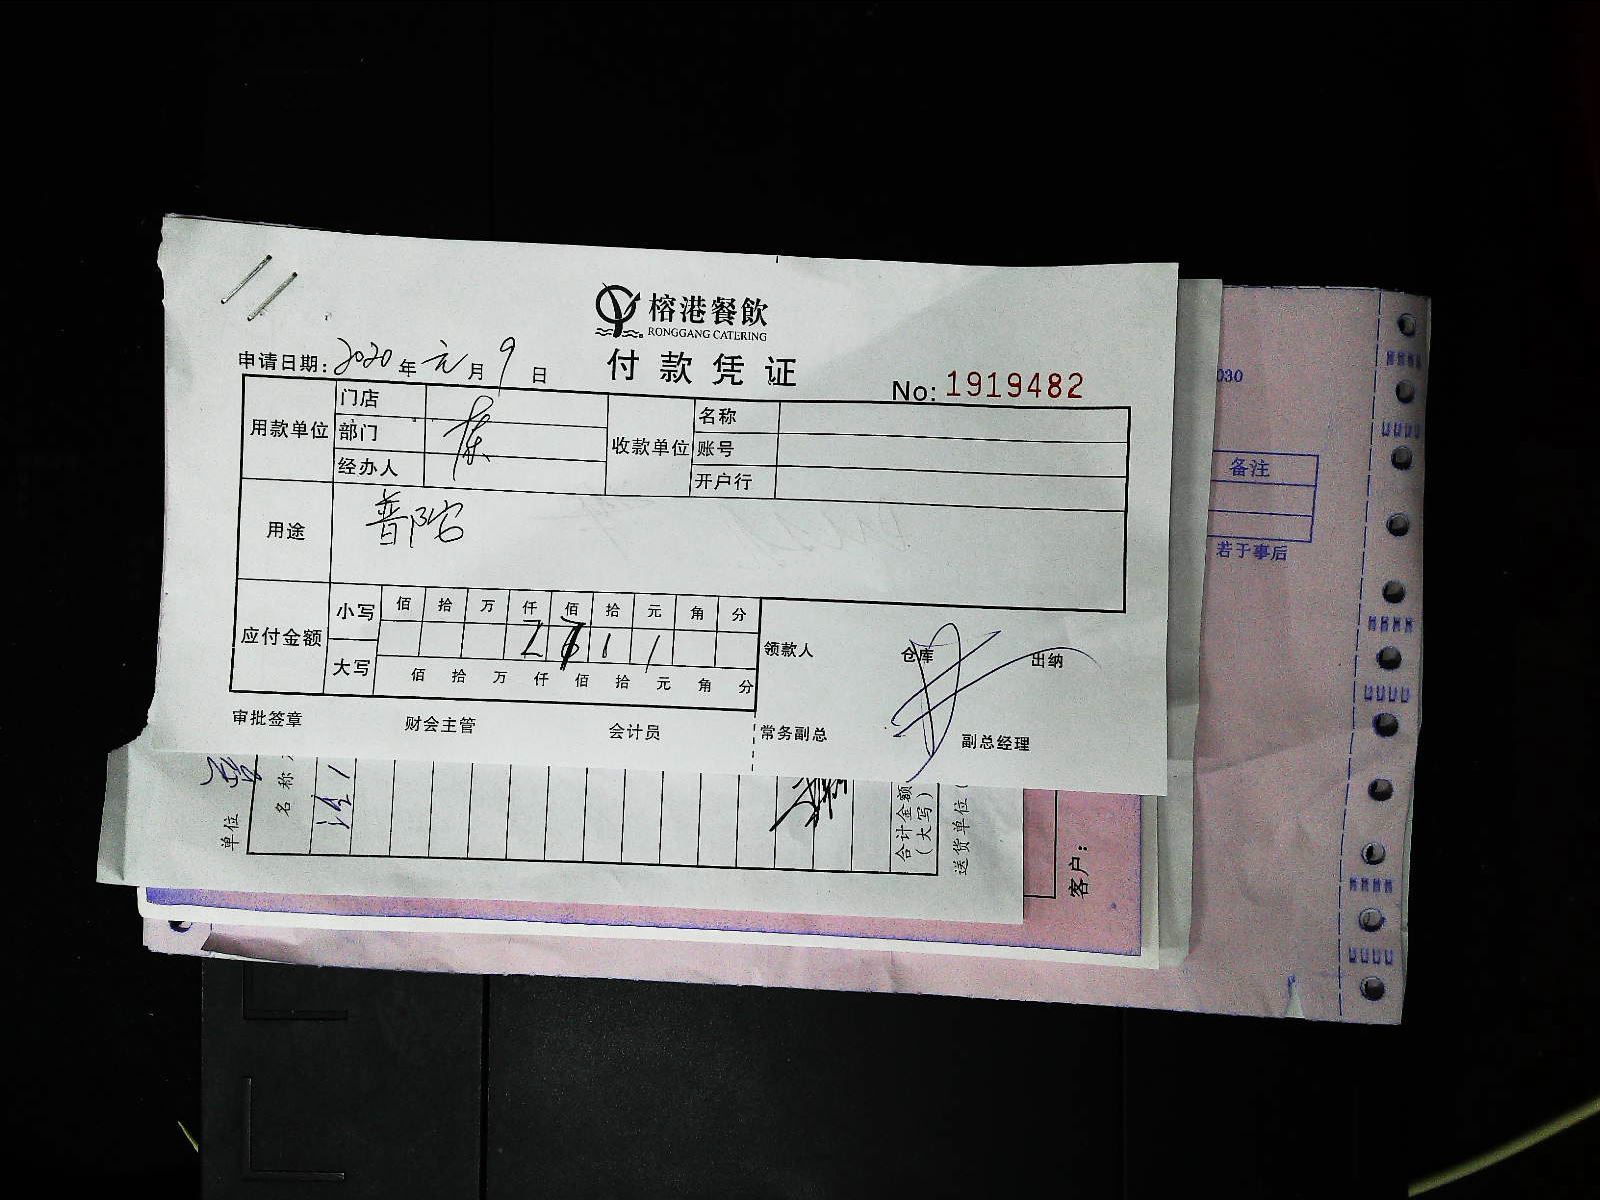 榕港餐飲
RONGGANG CATERING
付款凭证
申请日期: 2020年元月9日
No: 1919482
用款单位 门店 收款单位 名称
部门 账号
经办人 开户行
用途 普陀
应付金额 小写 佰 拾 万 仟 佰 拾 元 角 分
大写 佰 拾 万 仟 佰 拾 元 角 分
领款人 仓库 出纳
审批签章 财会主管 会计员 常务副总 副总经理
030
备注
若于事后
单位
名称
合计金额
(大写)
送货单位(
客户: